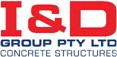 I&D
GROUP PTY LTD
CONCRETE STRUCTURES